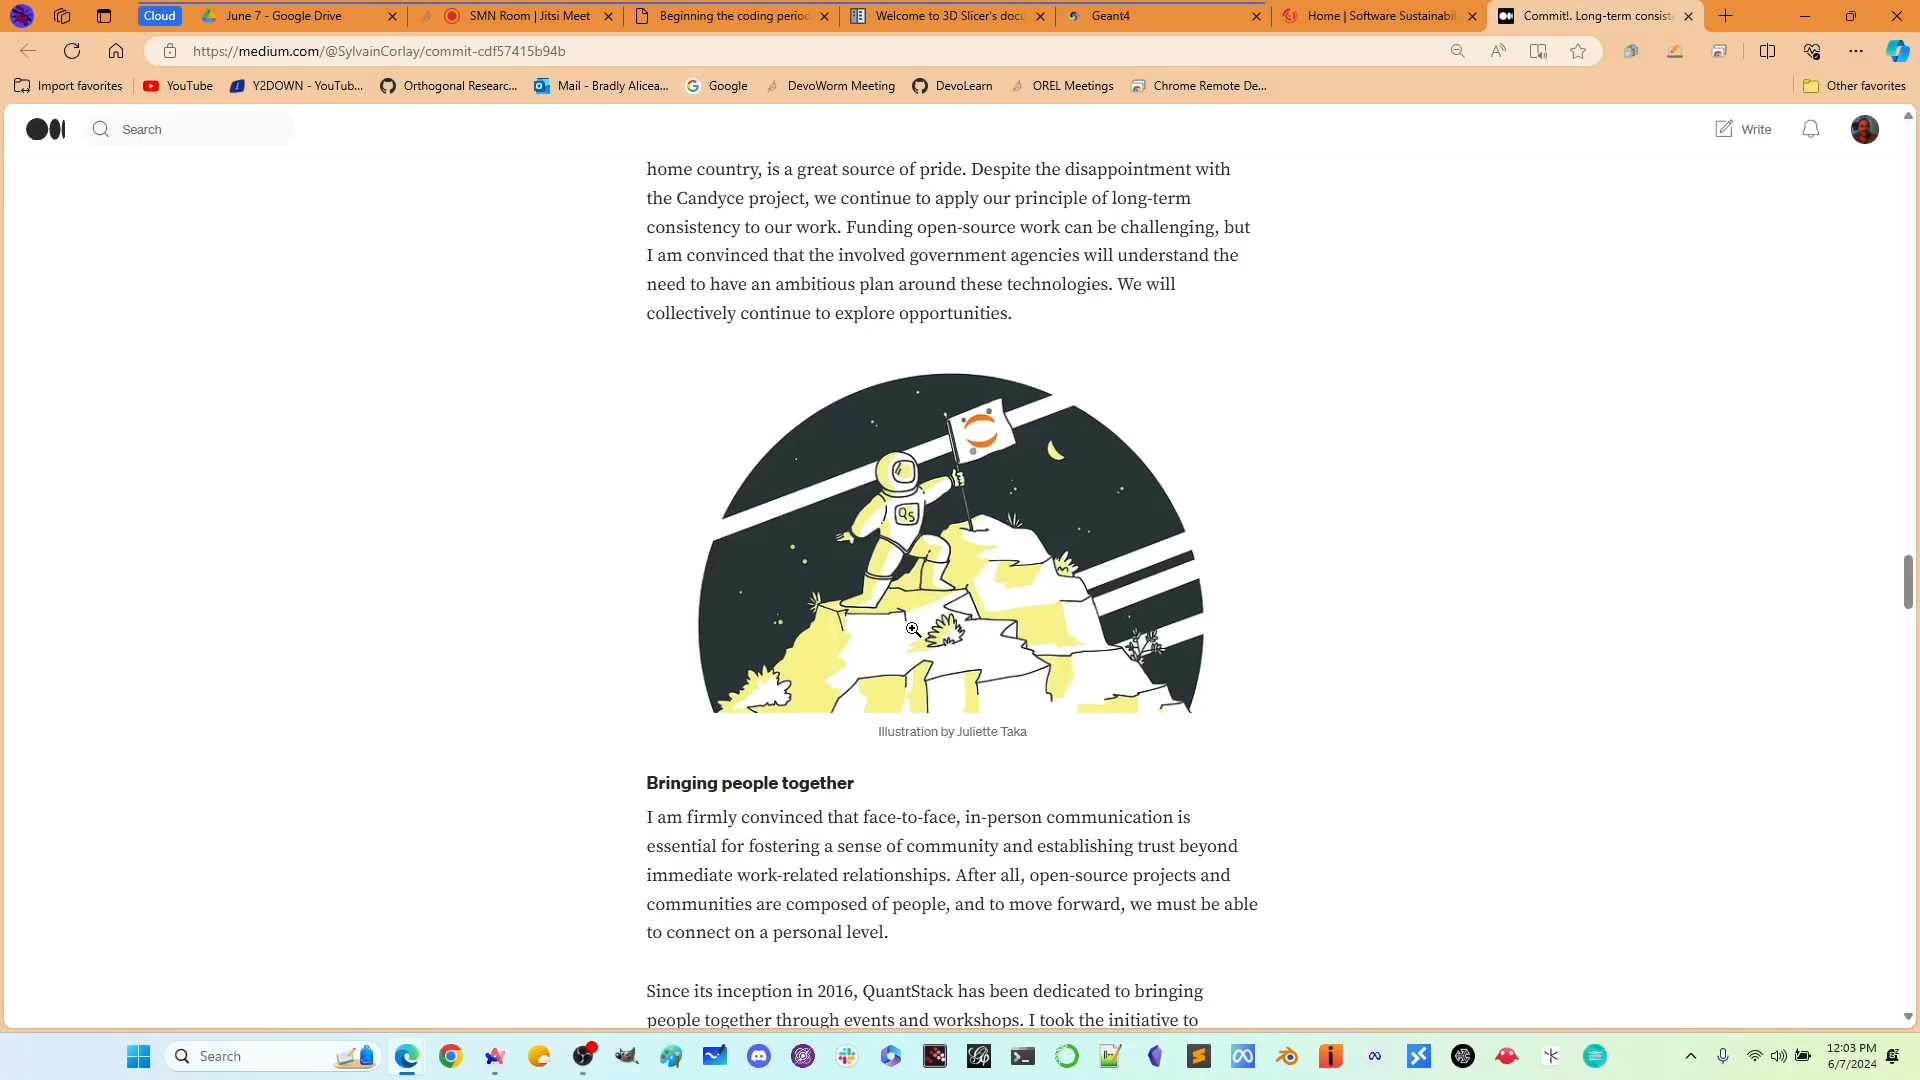 Cloud
June 7 - Google Drive
SMN Room | Jitsi Meet
Beginning the coding period
Welcome to 3D Slicer's docu
Geant4
Home | Software Sustainabil
Commit!. Long-term consist
https://medium.com/@SylvainCorlay/commit-cdf57415b94b
Import favorites
YouTube
Y2DOWN - YouTub...
Orthogonal Researc...
Mail - Bradly Alicea...
Google
DevoWorm Meeting
DevoLearn
OREL Meetings
Chrome Remote De...
Other favorites
Search
Write
home country, is a great source of pride. Despite the disappointment with
the Candyce project, we continue to apply our principle of long-term
consistency to our work. Funding open-source work can be challenging, but
I am convinced that the involved government agencies will understand the
need to have an ambitious plan around these technologies. We will
collectively continue to explore opportunities.
QS
Illustration by Juliette Taka
Bringing people together
I am firmly convinced that face-to-face, in-person communication is
essential for fostering a sense of community and establishing trust beyond
immediate work-related relationships. After all, open-source projects and
communities are composed of people, and to move forward, we must be able
to connect on a personal level.
Since its inception in 2016, QuantStack has been dedicated to bringing
people together through events and workshops. I took the initiative to
Search
12:03 PM
6/7/2024